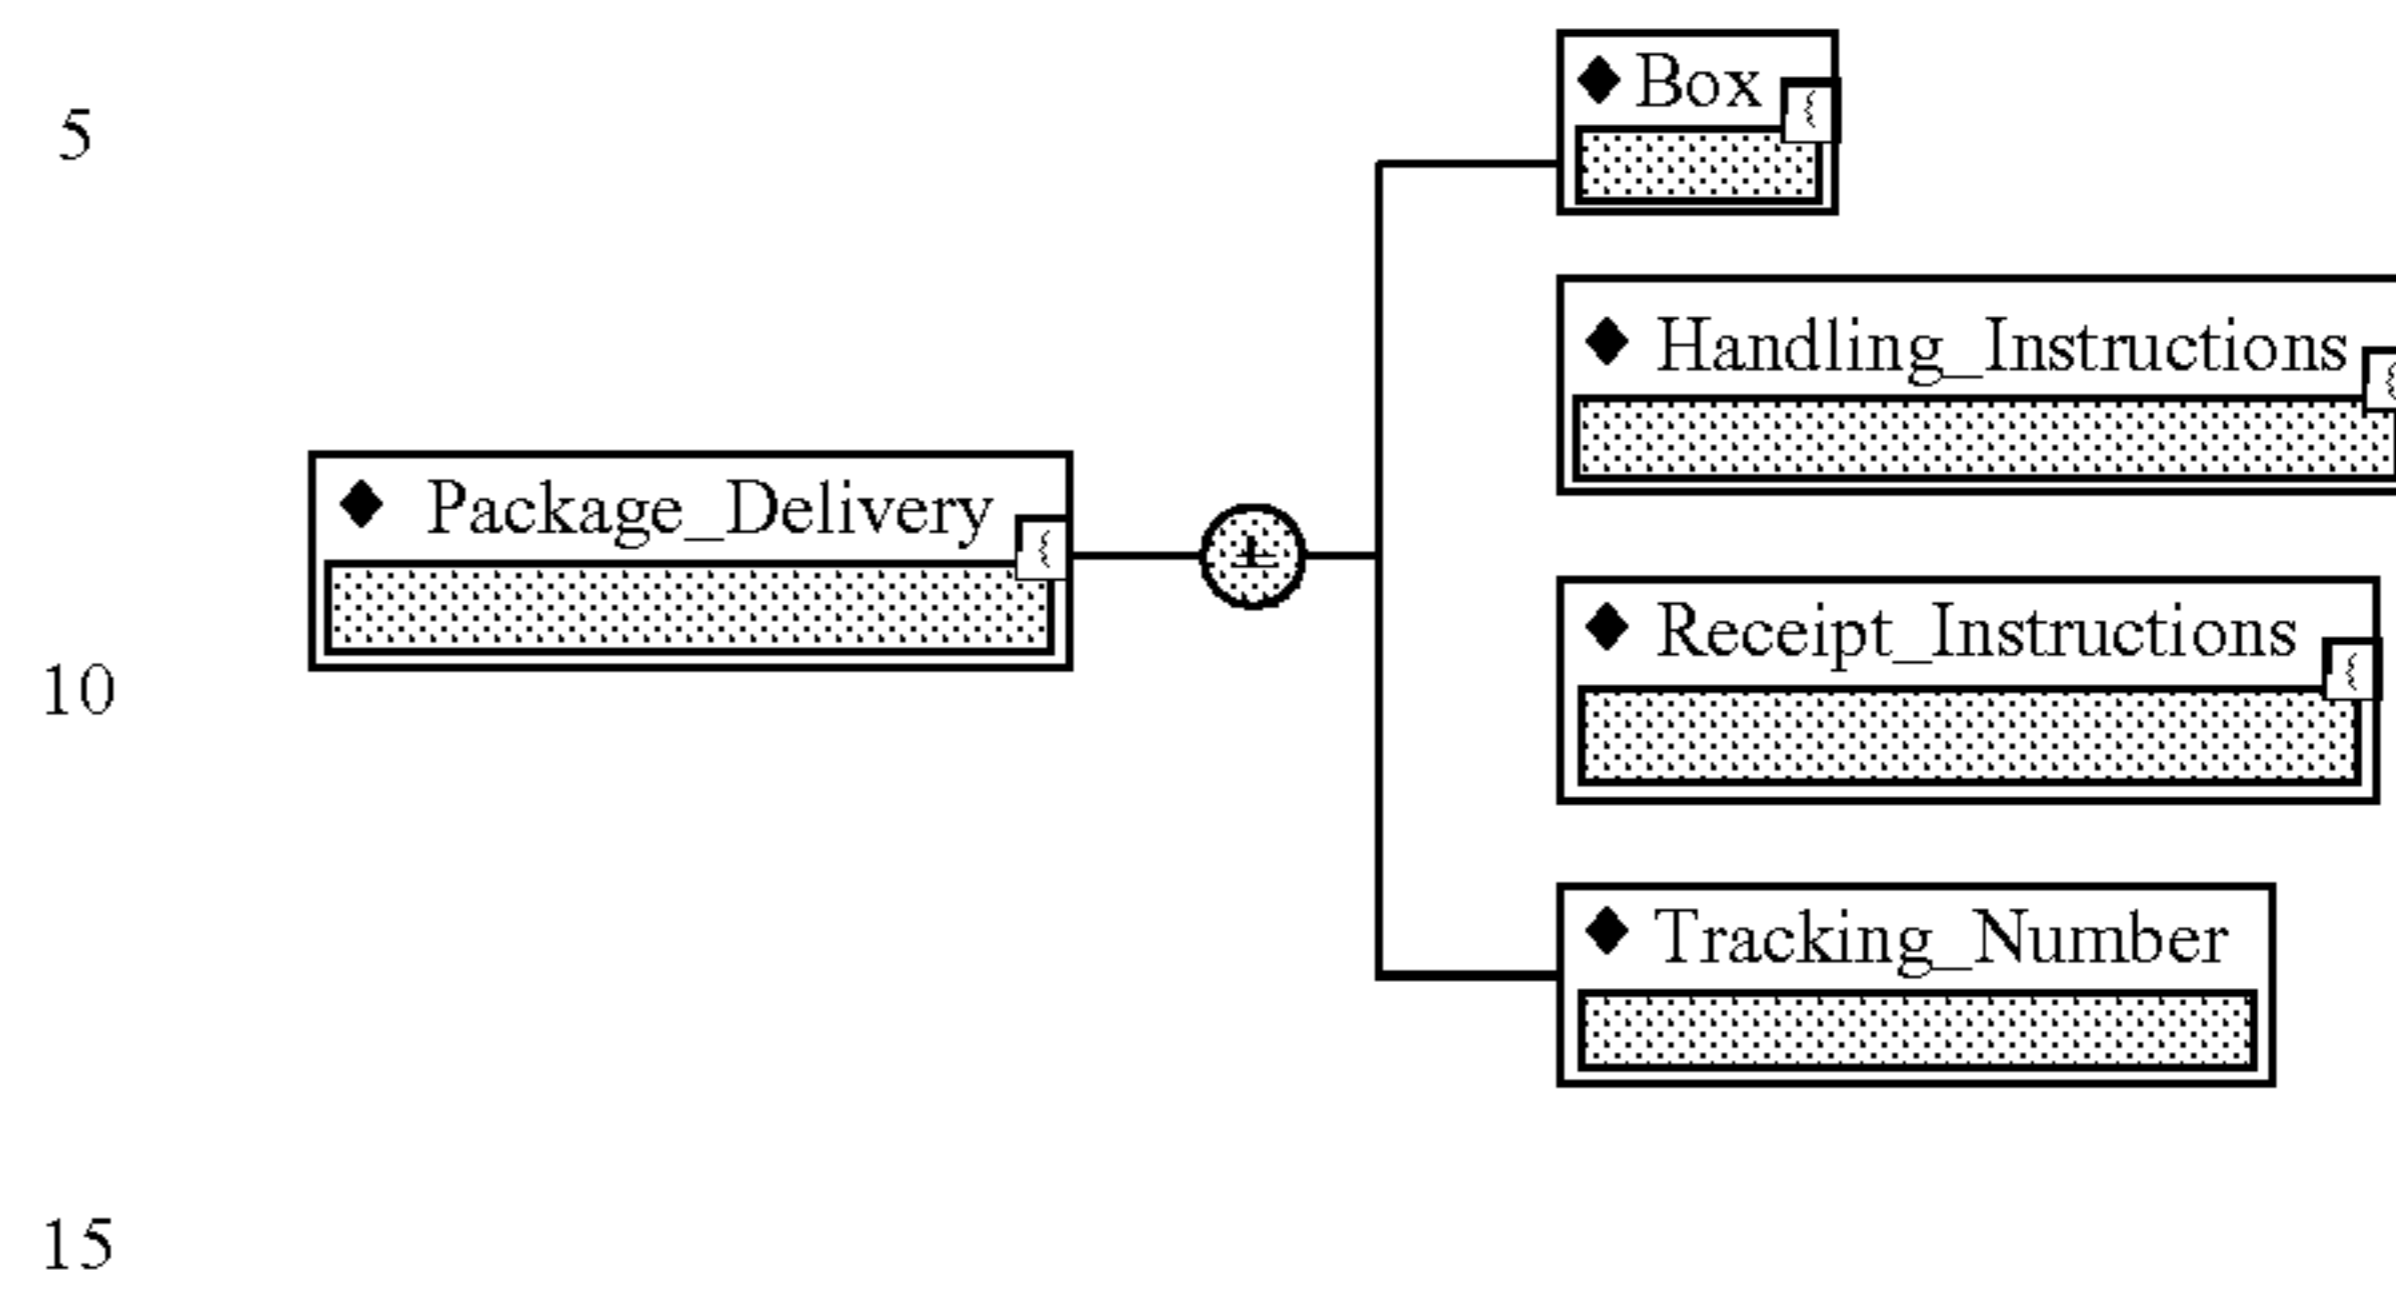 Box
5
Handling_Instructions
Package_Delivery
Receipt_Instructions
10
Tracking_Number
15